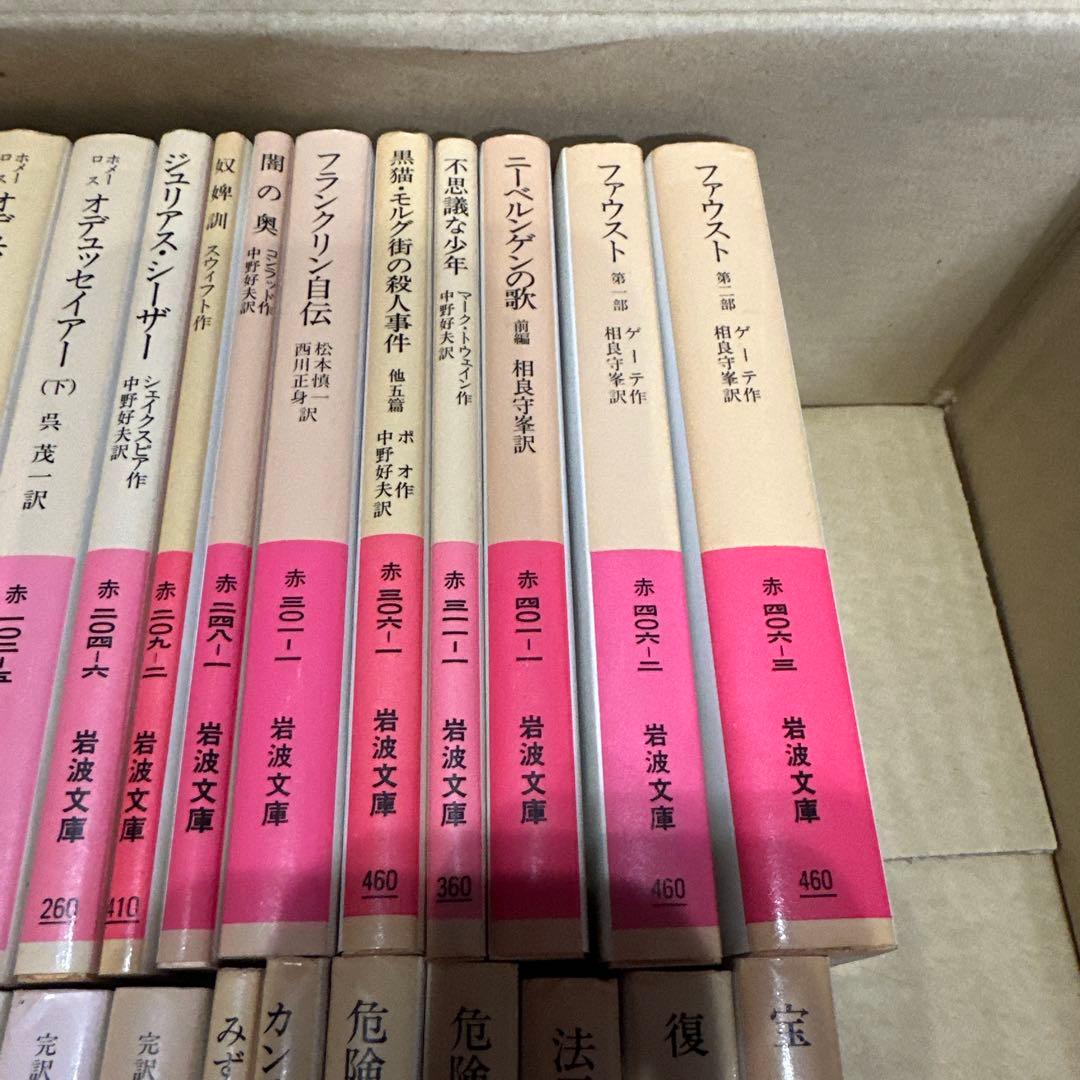 ホメーロス
オデュッセイアー
(下)
呉茂一訳
赤
一〇二-五
ジュリアス・シーザー
シェイクスピア作
中野好夫訳
赤
二〇四-六
岩波文庫
260
奴婢訓
スウィフト作
赤
二〇九-二
岩波文庫
410
闇の奥
コンラッド作
中野好夫訳
赤
二四八-一
岩波文庫
フランクリン自伝
松本慎一
西川正身訳
赤
三〇一-一
岩波文庫
黒猫・モルグ街の殺人事件
他五篇
ポオ作
中野好夫訳
赤
三〇六-一
岩波文庫
460
不思議な少年
マーク・トウェイン作
中野好夫訳
赤
三一一-一
岩波文庫
360
ニーベルンゲンの歌
前編
相良守峯訳
赤
四〇一-一
岩波文庫
ファウスト
第一部
ゲーテ作
相良守峯訳
赤
四〇六-二
岩波文庫
460
ファウスト
第二部
ゲーテ作
相良守峯訳
赤
四〇六-三
岩波文庫
460
完訳
完訳
みず
カン
危険
危険
法
復
宝